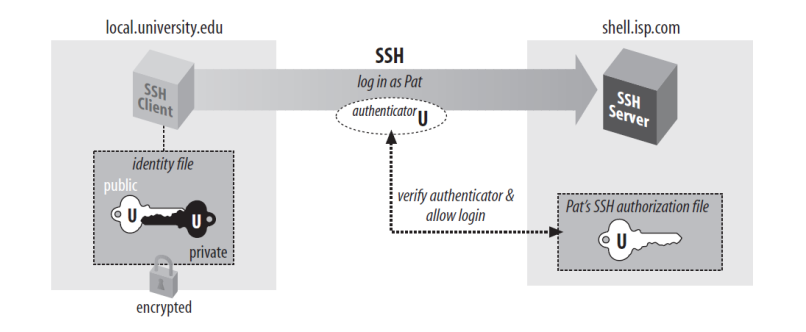 local.university.edu
shell.isp.com
SSH
log in as Pat
SSH
Client
SSH
Server
authenticator U
identity file
public
U
U
private
encrypted
verify authenticator &
allow login
Pat's SSH authorization file
U